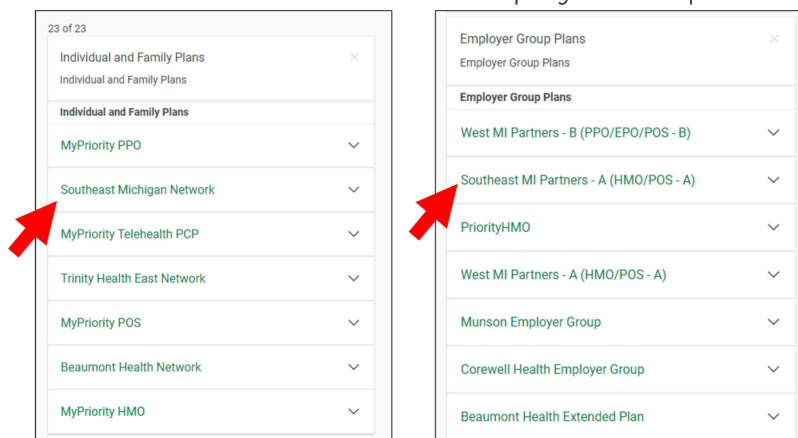 23 of 23
Individual and Family Plans
Individual and Family Plans
Individual and Family Plans
MyPriority PPO
Southeast Michigan Network
MyPriority Telehealth PCP
Trinity Health East Network
MyPriority POS
Beaumont Health Network
MyPriority HMO
Employer Group Plans
Employer Group Plans
Employer Group Plans
West MI Partners - B (PPO/EPO/POS - B)
Southeast MI Partners - A (HMO/POS - A)
PriorityHMO
West MI Partners - A (HMO/POS - A)
Munson Employer Group
Corewell Health Employer Group
Beaumont Health Extended Plan